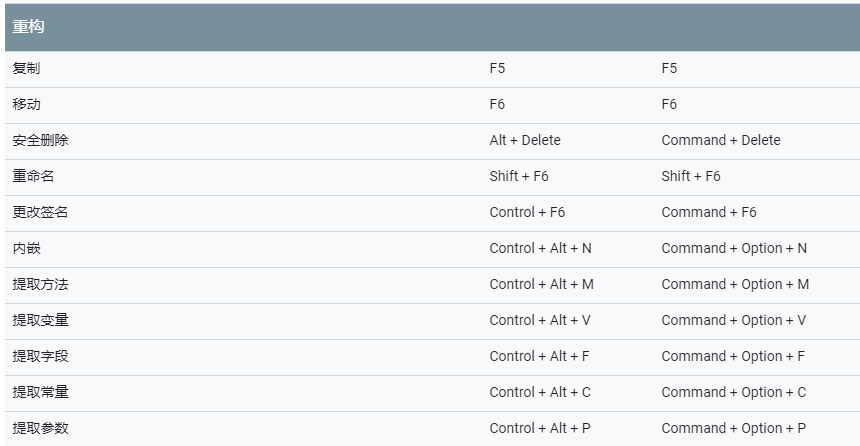 重构
复制 F5 F5
移动 F6 F6
安全删除 Alt + Delete Command + Delete
重命名 Shift + F6 Shift + F6
更改签名 Control + F6 Command + F6
内嵌 Control + Alt + N Command + Option + N
提取方法 Control + Alt + M Command + Option + M
提取变量 Control + Alt + V Command + Option + V
提取字段 Control + Alt + F Command + Option + F
提取常量 Control + Alt + C Command + Option + C
提取参数 Control + Alt + P Command + Option + P